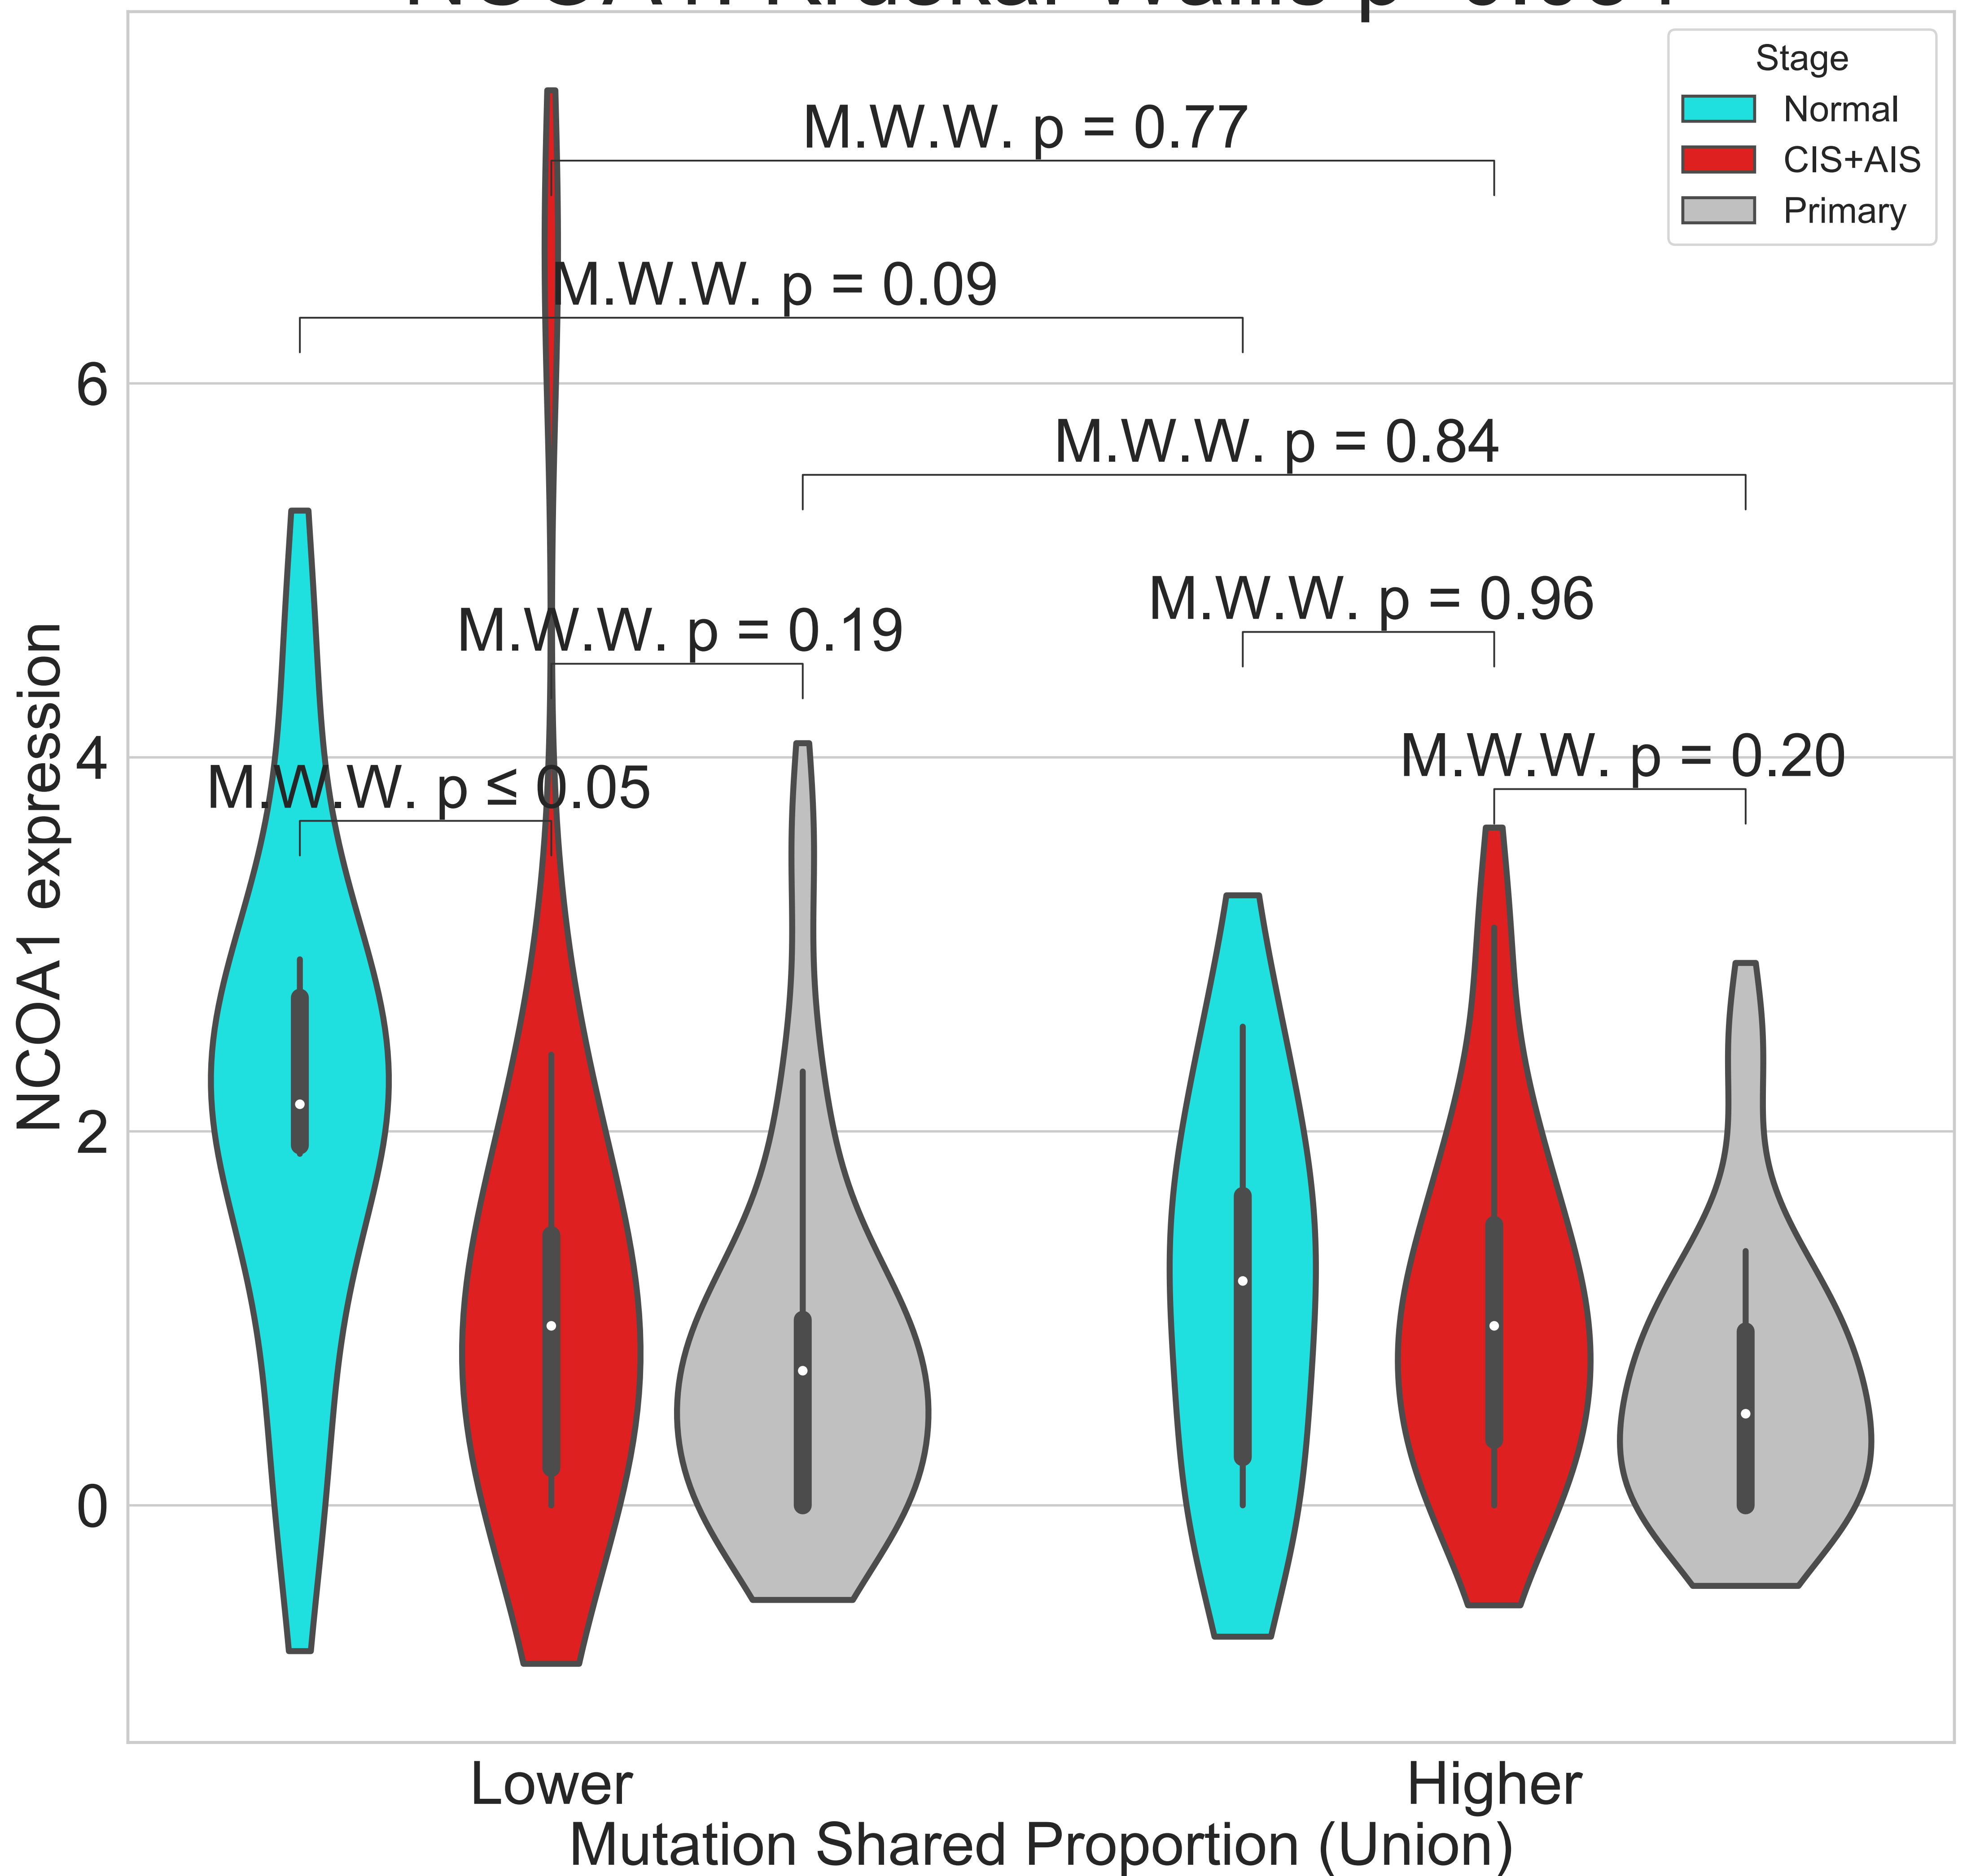 Stage
Normal
CIS+AIS
Primary
M.W.W. p = 0.77
M.W.W. p = 0.09
M.W.W. p = 0.84
M.W.W. p = 0.96
M.W.W. p = 0.19
M.W.W. p = 0.20
M.W.W. p ≤ 0.05
6
4
2
0
NCOA1 expression
Lower
Higher
Mutation Shared Proportion (Union)